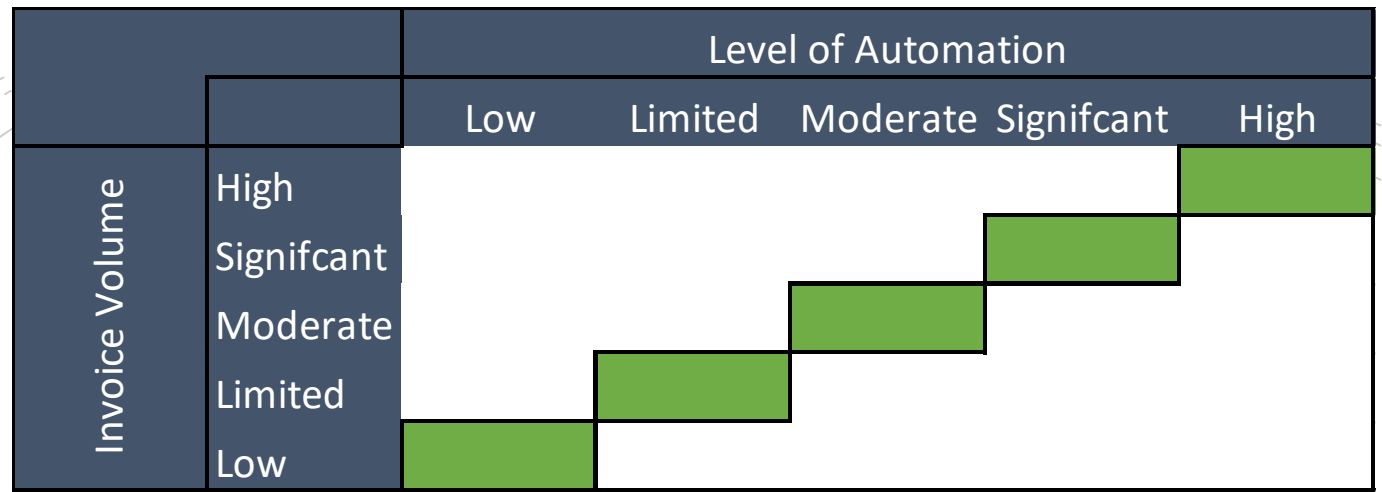 Level of Automation
Low Limited Moderate Signifcant High
Invoice Volume
High
Signifcant
Moderate
Limited
Low